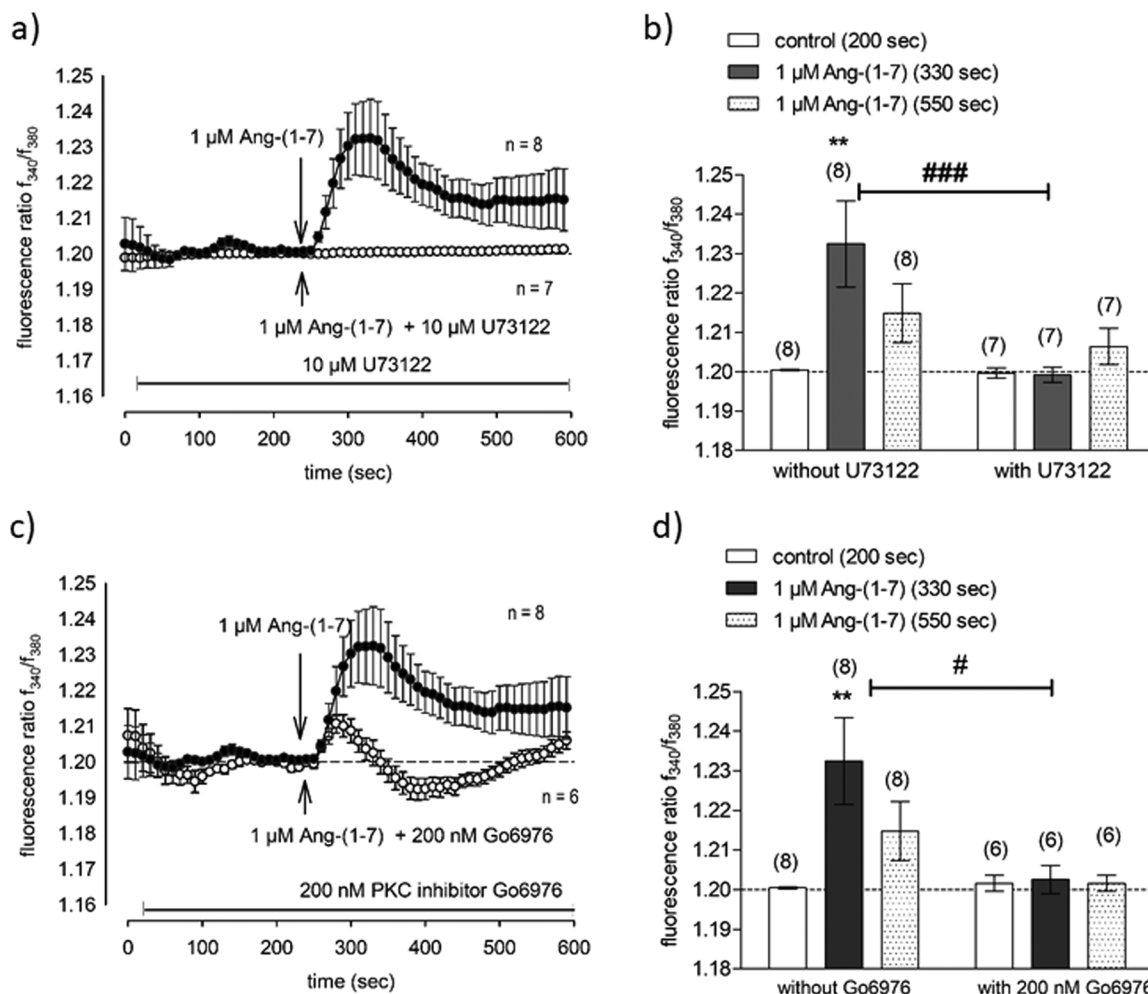 a)
1.25
1.24
1.23
1.22
1.21
1.20
1.19
1.18
1.17
1.16
fluorescence ratio f340/f380
1 µM Ang-(1-7)
n = 8
n = 7
1 µM Ang-(1-7) + 10 µM U73122
10 µM U73122
0 100 200 300 400 500 600
time (sec)
b)
control (200 sec)
1 µM Ang-(1-7) (330 sec)
1 µM Ang-(1-7) (550 sec)
fluorescence ratio f340/f380
1.25
1.24
1.23
1.22
1.21
1.20
1.19
1.18
**
(8)
###
(8)
(8)
(7)
(7)
(7)
without U73122
with U73122
c)
1.25
1.24
1.23
1.22
1.21
1.20
1.19
1.18
1.17
1.16
fluorescence ratio f340/f380
1 µM Ang-(1-7)
n = 8
n = 6
1 µM Ang-(1-7) + 200 nM Go6976
200 nM PKC inhibitor Go6976
0 100 200 300 400 500 600
time (sec)
d)
control (200 sec)
1 µM Ang-(1-7) (330 sec)
1 µM Ang-(1-7) (550 sec)
fluorescence ratio f340/f380
1.25
1.24
1.23
1.22
1.21
1.20
1.19
1.18
(8)
**
#
(8)
(8)
(6)
(6)
(6)
without Go6976
with 200 nM Go6976